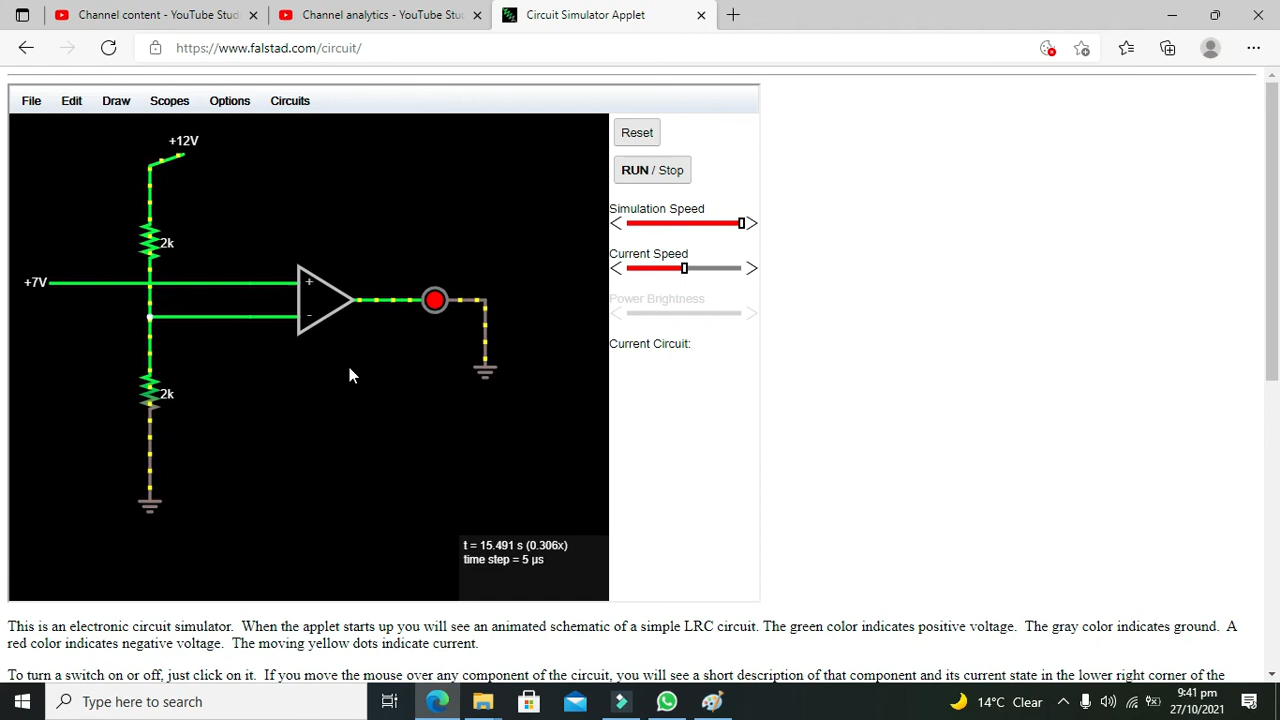 Channel content - YouTube Stud
Channel analytics - YouTube Stu
Circuit Simulator Applet
https://www.falstad.com/circuit/
File Edit Draw Scopes Options Circuits
Reset
RUN / Stop
Simulation Speed
Current Speed
Power Brightness
Current Circuit:
+12V
2k
+7V
+
-
2k
t = 15.491 s (0.306x)
time step = 5 µs
This is an electronic circuit simulator. When the applet starts up you will see an animated schematic of a simple LRC circuit. The green color indicates positive voltage. The gray color indicates ground. A
red color indicates negative voltage. The moving yellow dots indicate current.
To turn a switch on or off, just click on it. If you move the mouse over any component of the circuit, you will see a short description of that component and its current state in the lower right corner of the
Type here to search
14°C Clear
9:41 pm
27/10/2021